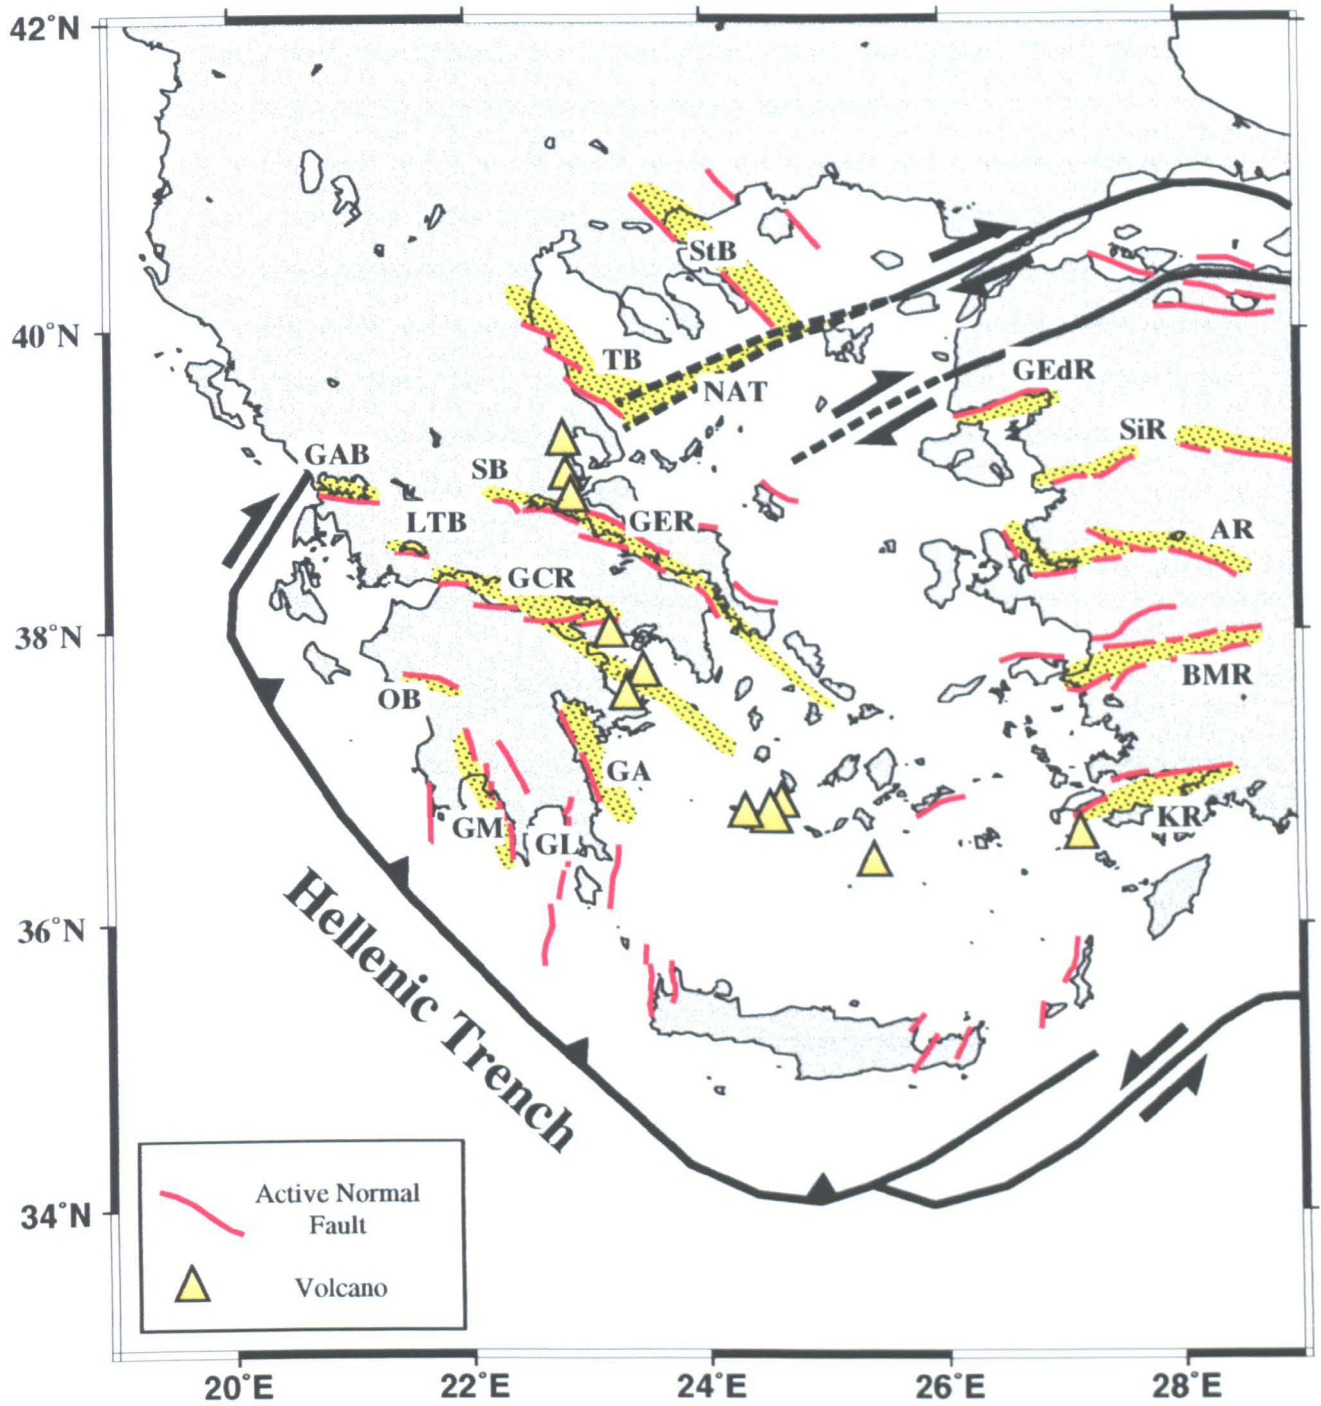 42°N
40°N
38°N
36°N
34°N
StB
TB
NAT
GEdR
SiR
GAB
SB
LTB
GER
AR
GCR
OB
BMR
GA
GM
GL
KR
Hellenic Trench
Active Normal
Fault
Volcano
20°E
22°E
24°E
26°E
28°E